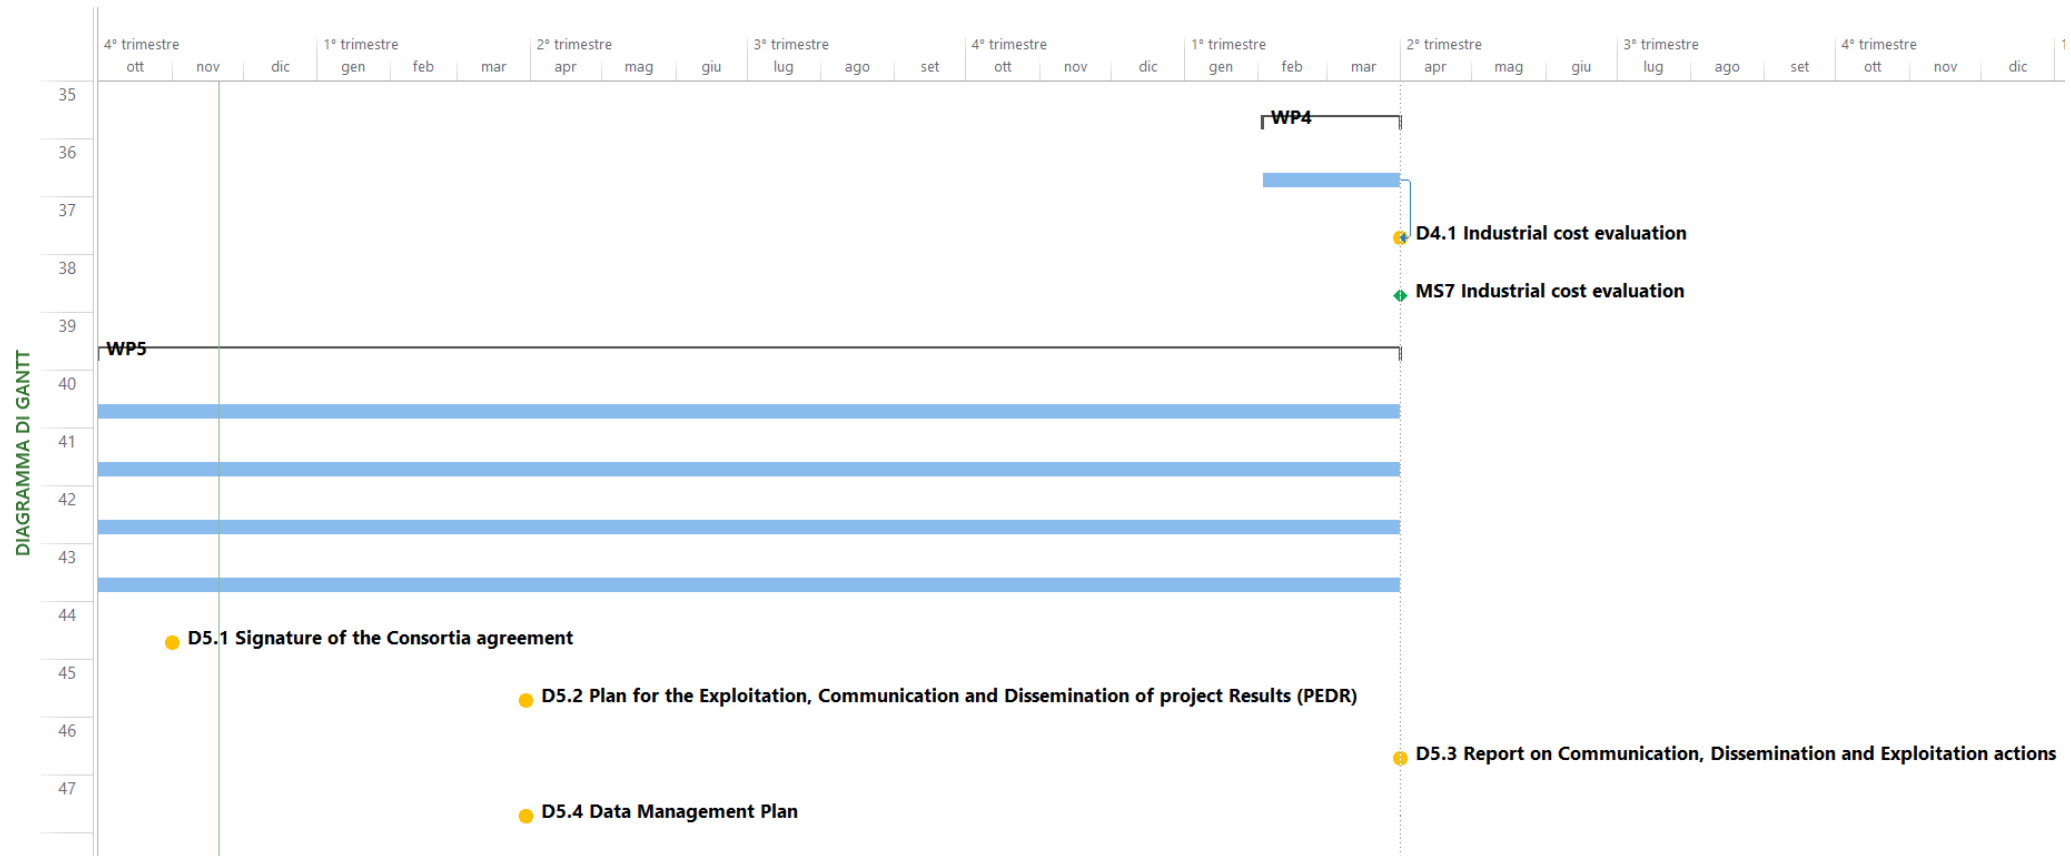 4° trimestre 1° trimestre 2° trimestre 3° trimestre 4° trimestre 1° trimestre 2° trimestre 3° trimestre 4° trimestre 1
ott nov dic gen feb mar apr mag giu lug ago set ott nov dic gen feb mar apr mag giu lug ago set ott nov dic
DIAGRAMMA DI GANTT
35
WP4
36
37
D4.1 Industrial cost evaluation
38
MS7 Industrial cost evaluation
39
WP5
40
41
42
43
44
D5.1 Signature of the Consortia agreement
45
D5.2 Plan for the Exploitation, Communication and Dissemination of project Results (PEDR)
46
D5.3 Report on Communication, Dissemination and Exploitation actions
47
D5.4 Data Management Plan